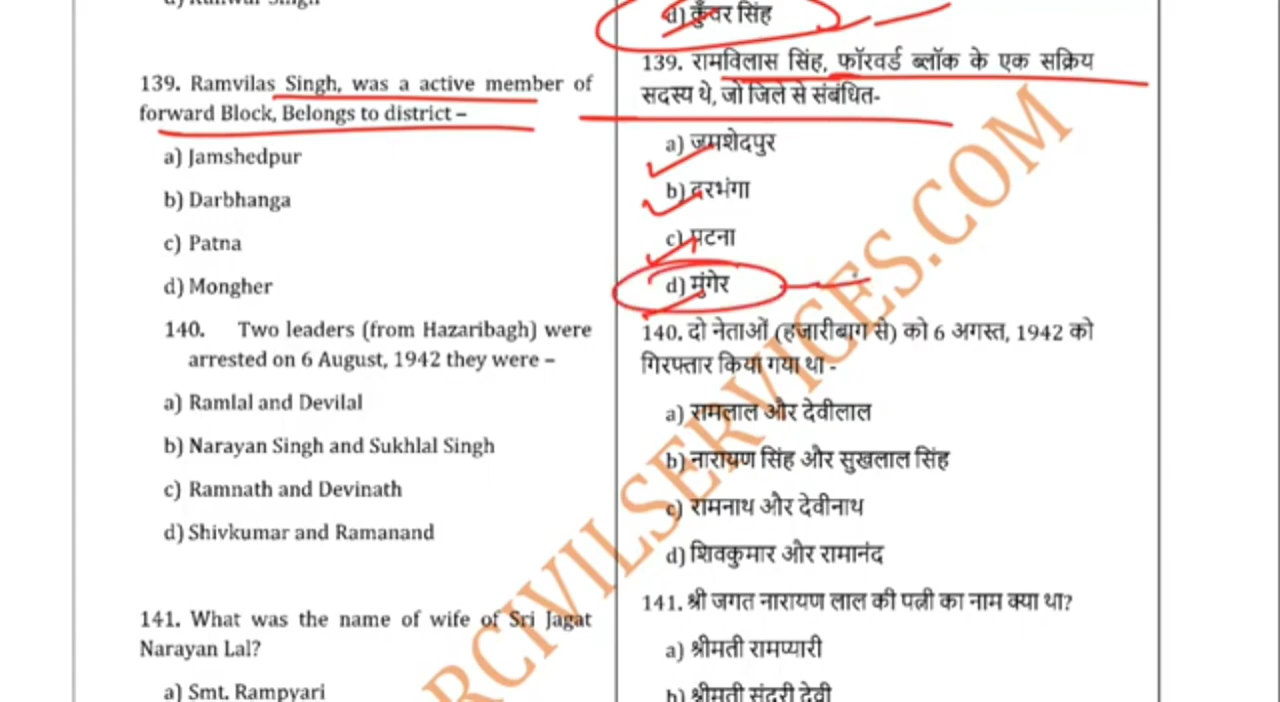 d) कुँवर सिंह
139. Ramvilas Singh, was a active member of
forward Block, Belongs to district –
a) Jamshedpur
b) Darbhanga
c) Patna
d) Mongher
140. Two leaders (from Hazaribagh) were
arrested on 6 August, 1942 they were –
a) Ramlal and Devilal
b) Narayan Singh and Sukhlal Singh
c) Ramnath and Devinath
d) Shivkumar and Ramanand
141. What was the name of wife of Sri Jagat
Narayan Lal?
a) Smt. Rampyari
139. रामविलास सिंह, फॉरवर्ड ब्लॉक के एक सक्रिय
सदस्य थे, जो जिले से संबंधित-
a) जमशेदपुर
b) दरभंगा
c) पटना
d) मुंगेर
140. दो नेताओं (हजारीबाग से) को 6 अगस्त, 1942 को
गिरफ्तार किया गया था -
a) रामलाल और देवीलाल
b) नारायण सिंह और सुखलाल सिंह
c) रामनाथ और देवीनाथ
d) शिवकुमार और रामानंद
141. श्री जगत नारायण लाल की पत्नी का नाम क्या था?
a) श्रीमती रामप्यारी
b) श्रीमती सुंदरी देवी
RCIVILSERVICES.COM